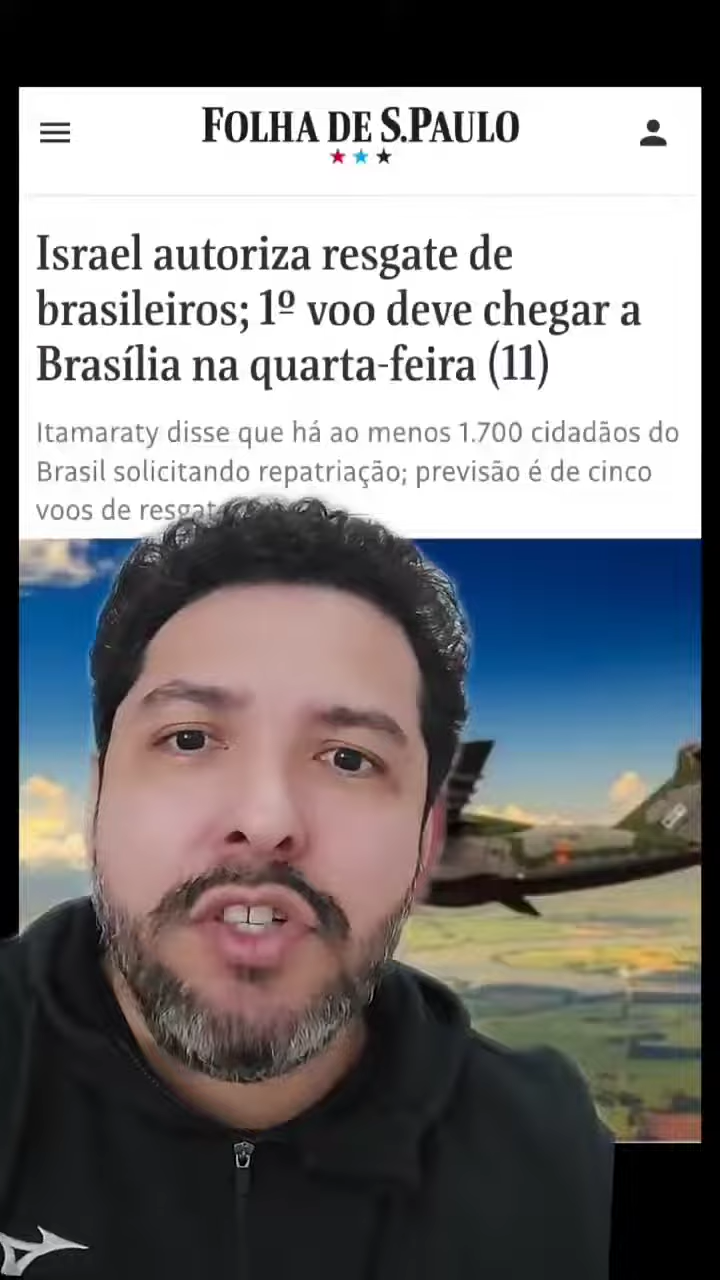 FOLHA DE S.PAULO
Israel autoriza resgate de
brasileiros; 1º voo deve chegar a
Brasília na quarta-feira (11)
Itamaraty disse que há ao menos 1.700 cidadãos do
Brasil solicitando repatriação; previsão é de cinco
voos de resgat